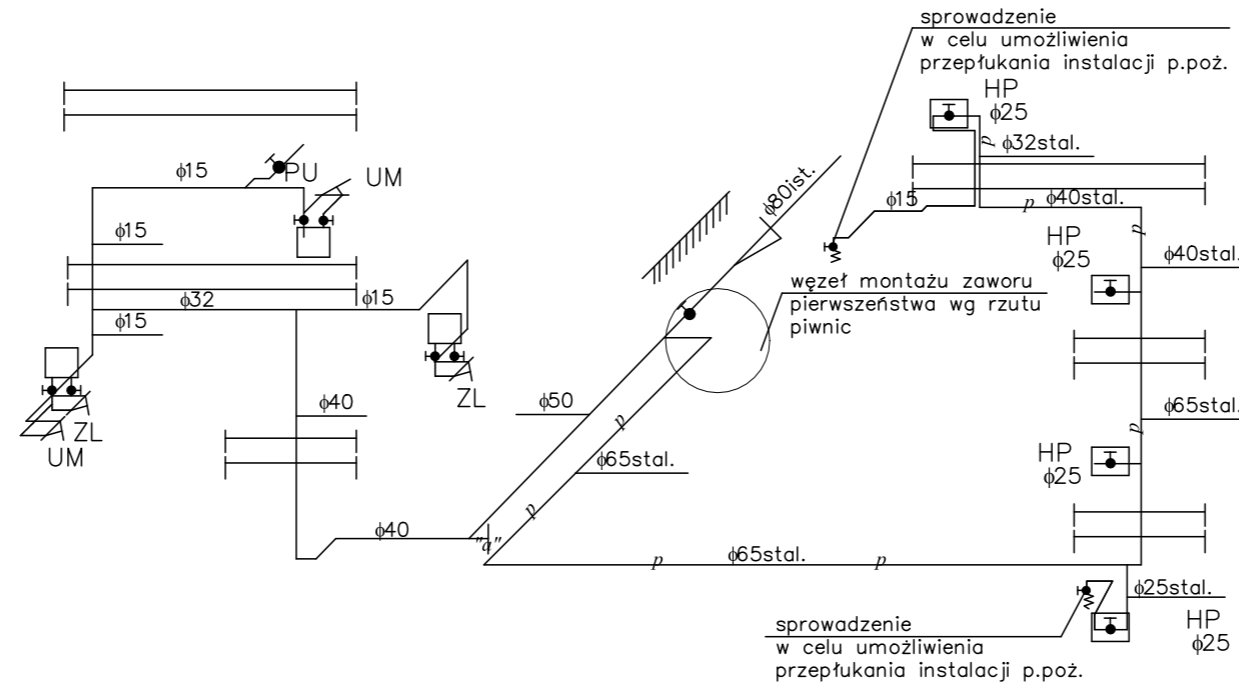 sprowadzenie
w celu umożliwienia
przepłukania instalacji p.poż.
HP
ϕ25
p
ϕ32stal.
ϕ15
PU
UM
ϕ80ist.
ϕ15
p
ϕ40stal.
p
ϕ15
HP
ϕ25
ϕ40stal.
węzeł montażu zaworu
pierwszeństwa wg rzutu
piwnic
ϕ32
ϕ15
ϕ15
ZL
ϕ40
ϕ50
p
ϕ65stal.
p
ZL
UM
ϕ65stal.
HP
ϕ25
p
ϕ40
"a"
p
ϕ65stal.
p
ϕ25stal.
HP
ϕ25
sprowadzenie
w celu umożliwienia
przepłukania instalacji p.poż.